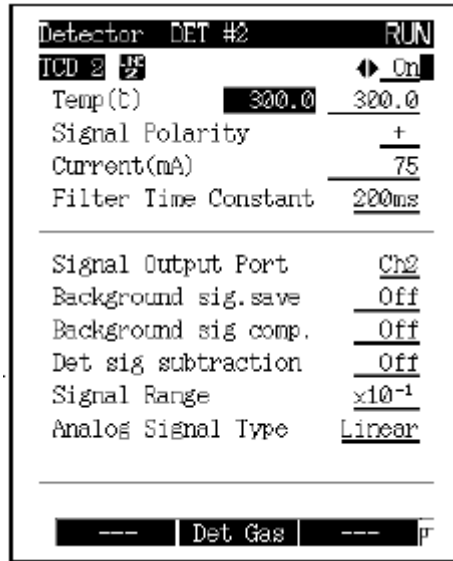 Detector DET #2 RUN
TCD 2 On
Temp(C) 300.0 300.0
Signal Polarity +
Current(mA) 75
Filter Time Constant 200ms
Signal Output Port Ch2
Background sig.save Off
Background sig comp. Off
Det sig subtraction Off
Signal Range x10⁻¹
Analog Signal Type Linear
--- Det Gas ---